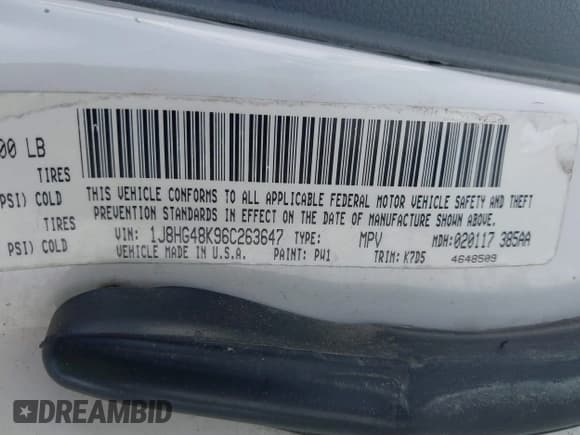 00 LB
TIRES
PSI) COLD
TIRES
PSI) COLD
THIS VEHICLE CONFORMS TO ALL APPLICABLE FEDERAL MOTOR VEHICLE SAFETY AND THEFT
PREVENTION STANDARDS IN EFFECT ON THE DATE OF MANUFACTURE SHOWN ABOVE.
VIN: 1J8HG48K96C263647 TYPE: MPV MDH:020117 385AA
VEHICLE MADE IN U.S.A. PAINT: PW1 TRIM: K7D5 4648509
DREAMBID